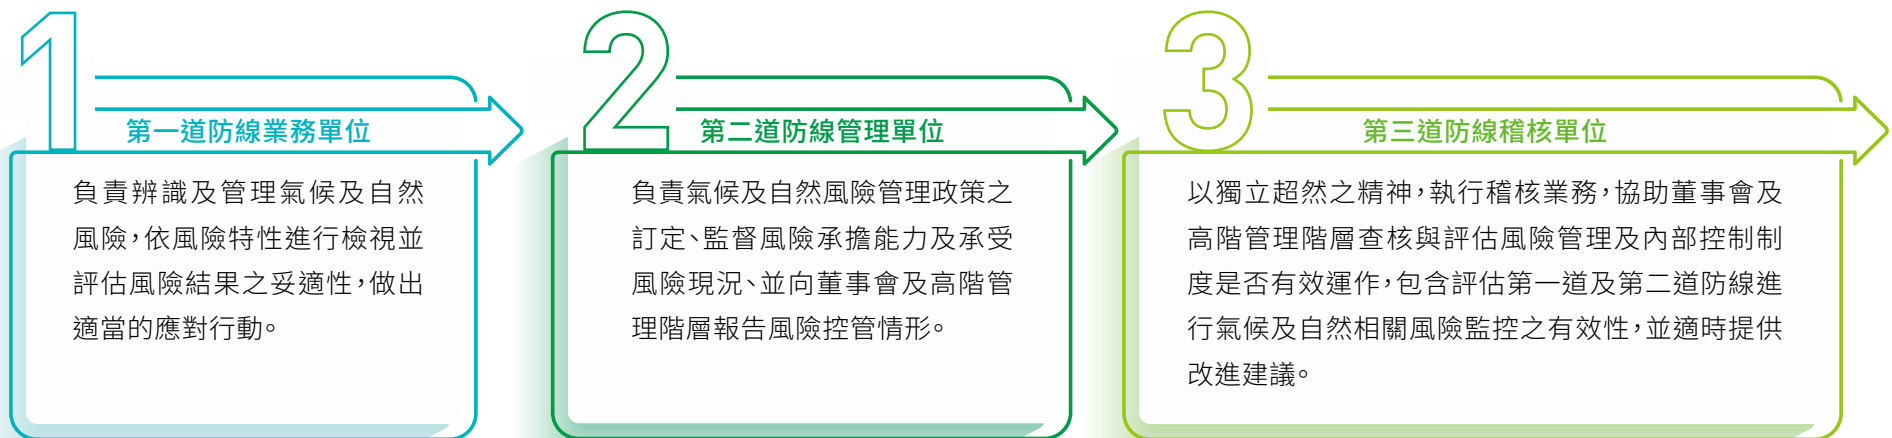 1
第一道防線業務單位
負責辨識及管理氣候及自然
風險，依風險特性進行檢視並
評估風險結果之妥適性，做出
適當的應對行動。
2
第二道防線管理單位
負責氣候及自然風險管理政策之
訂定、監督風險承擔能力及承受
風險現況、並向董事會及高階管
理階層報告風險控管情形。
3
第三道防線稽核單位
以獨立超然之精神，執行稽核業務，協助董事會及
高階管理階層查核與評估風險管理及內部控制制
度是否有效運作，包含評估第一道及第二道防線進
行氣候及自然相關風險監控之有效性，並適時提供
改進建議。